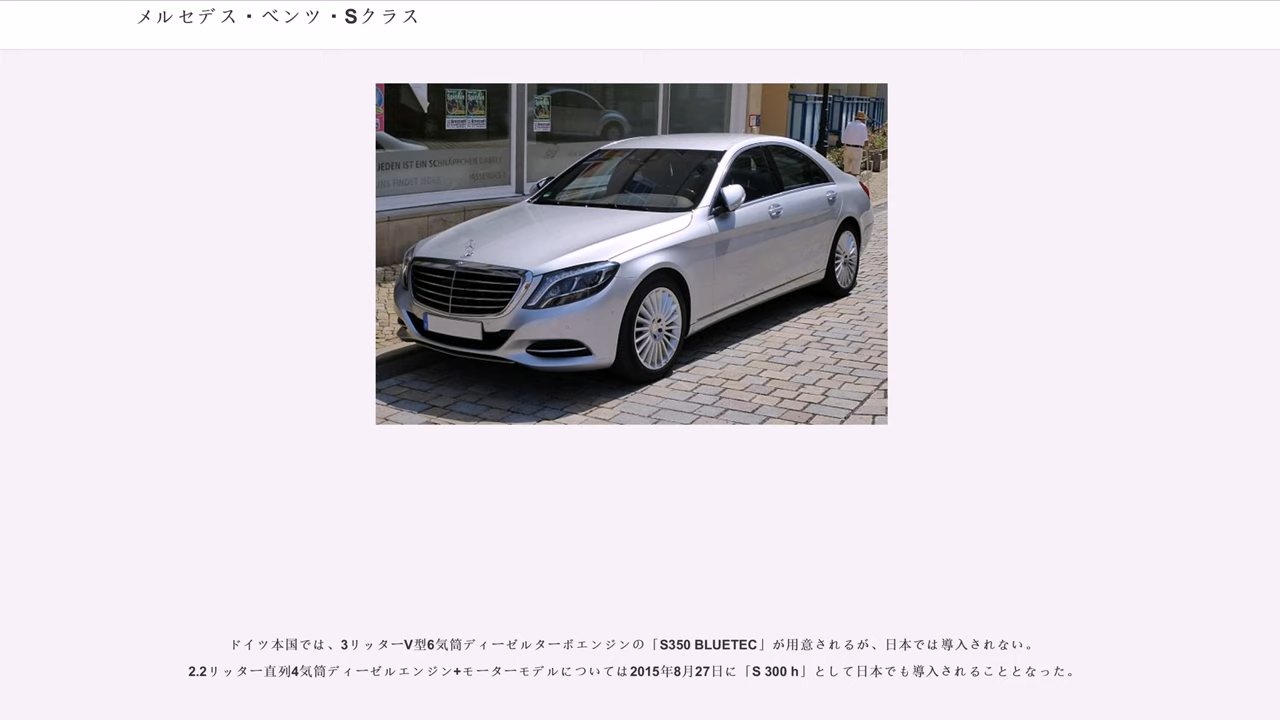 メルセデス・ベンツ・Sクラス
JEDEN IST EIN SCHNÄPPCHEN
ドイツ本国では、3リッターV型6気筒ディーゼルターボエンジンの「S350 BLUETEC」が用意されるが、日本では導入されない。
2.2リッター直列4気筒ディーゼルエンジン+モーターモデルについては2015年8月27日に「S 300 h」として日本でも導入されることとなった。